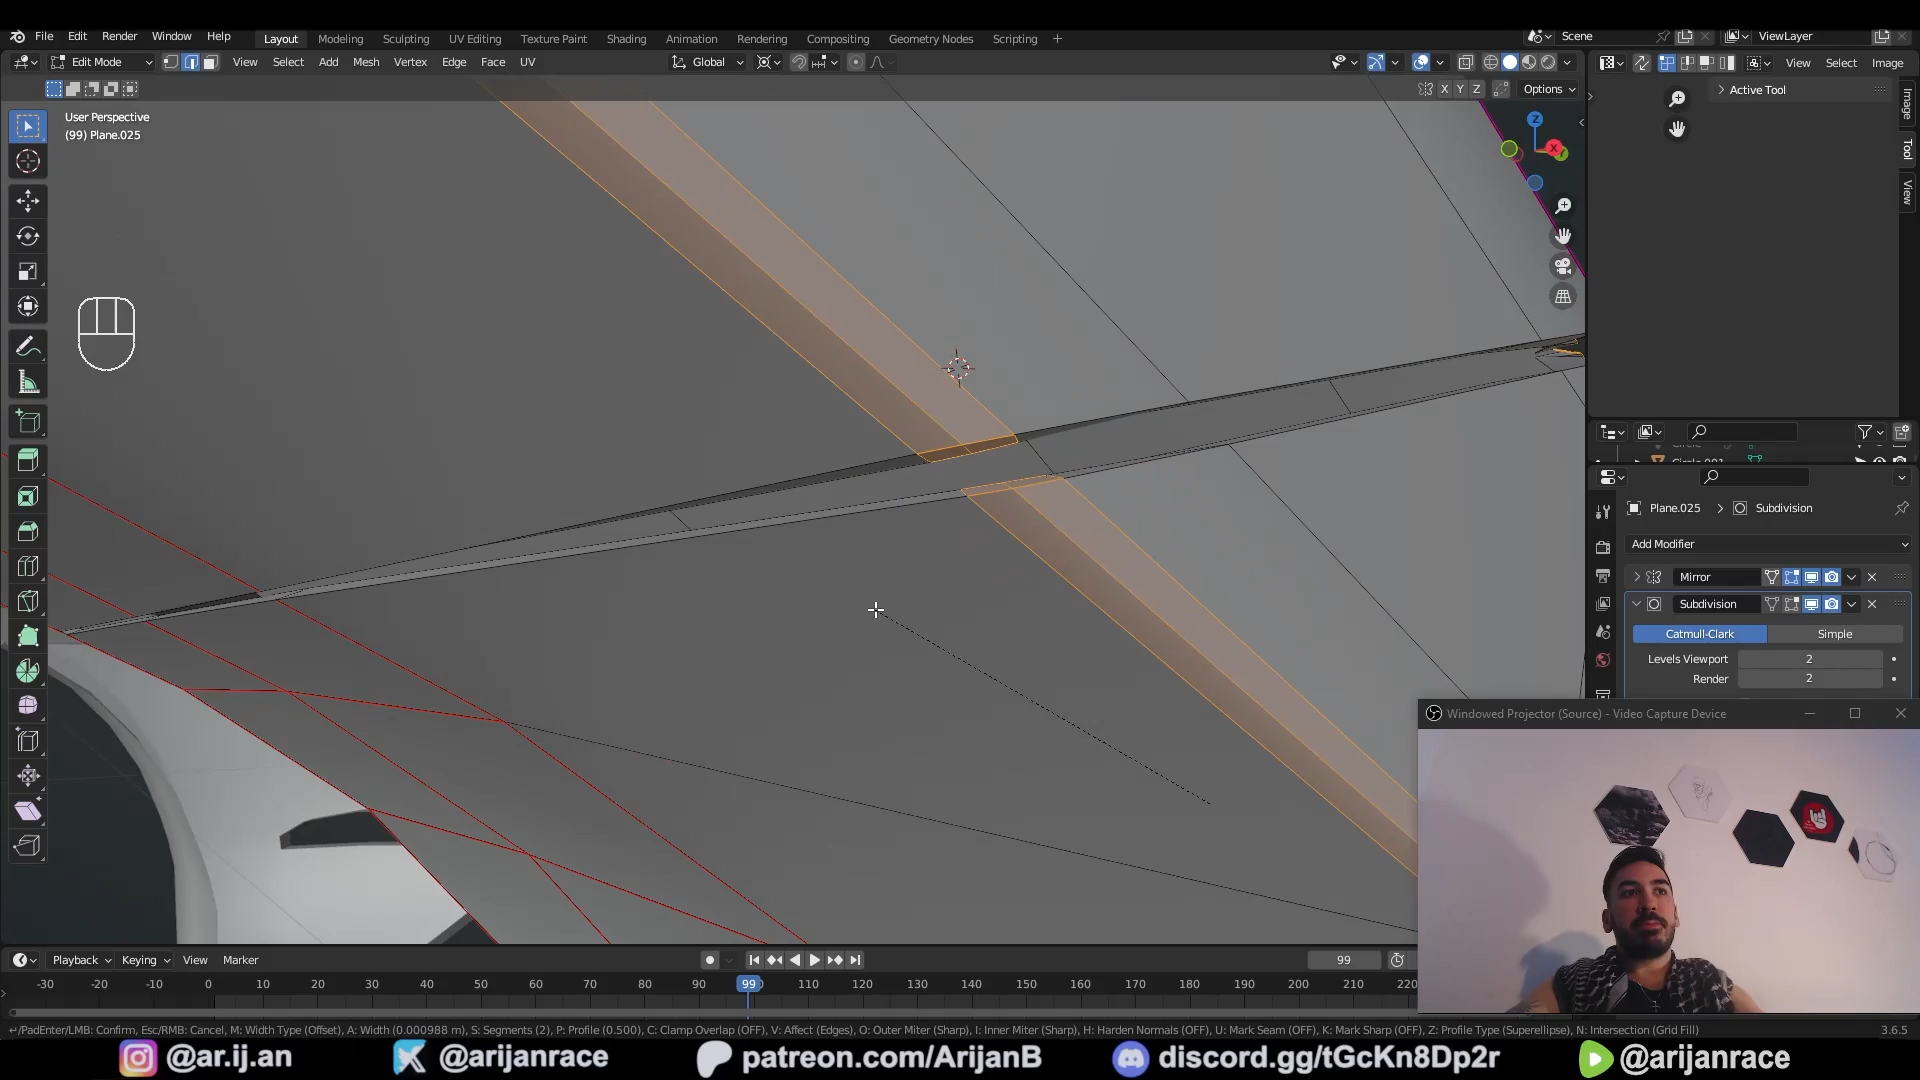 File Edit Render Window Help Layout Modeling Sculpting UV Editing Texture Paint Shading Animation Rendering Compositing Geometry Nodes Scripting + Scene ViewLayer
Edit Mode View Select Add Mesh Vertex Edge Face UV Global View Select Image
X Y Z Options Active Tool
User Perspective
(99) Plane.025
Z
X
Image
Tool
View
Plane.025 > Subdivision
Add Modifier
Mirror
Subdivision
Catmull-Clark Simple
Levels Viewport 2
Render 2
Windowed Projector (Source) - Video Capture Device
Playback Keying View Marker 99
-30 -20 -10 0 10 20 30 40 50 60 70 80 90 99 110 120 130 140 150 160 170 180 190 200 210 220
/PadEnter/LMB: Confirm, Esc/RMB: Cancel, M: Width Type (Offset), A: Width (0.000988 m), S: Segments (2), P: Profile (0.500), C: Clamp Overlap (OFF), V: Affect (Edges), O: Outer Miter (Sharp), I: Inner Miter (Sharp), H: Harden Normals (OFF), U: Mark Seam (OFF), K: Mark Sharp (OFF), Z: Profile Type (Superellipse), N: Intersection (Grid Fill) 3.6.5
@ar.ij.an @arijanrace patreon.com/ArijanB discord.gg/tGcKn8Dp2r @arijanrace